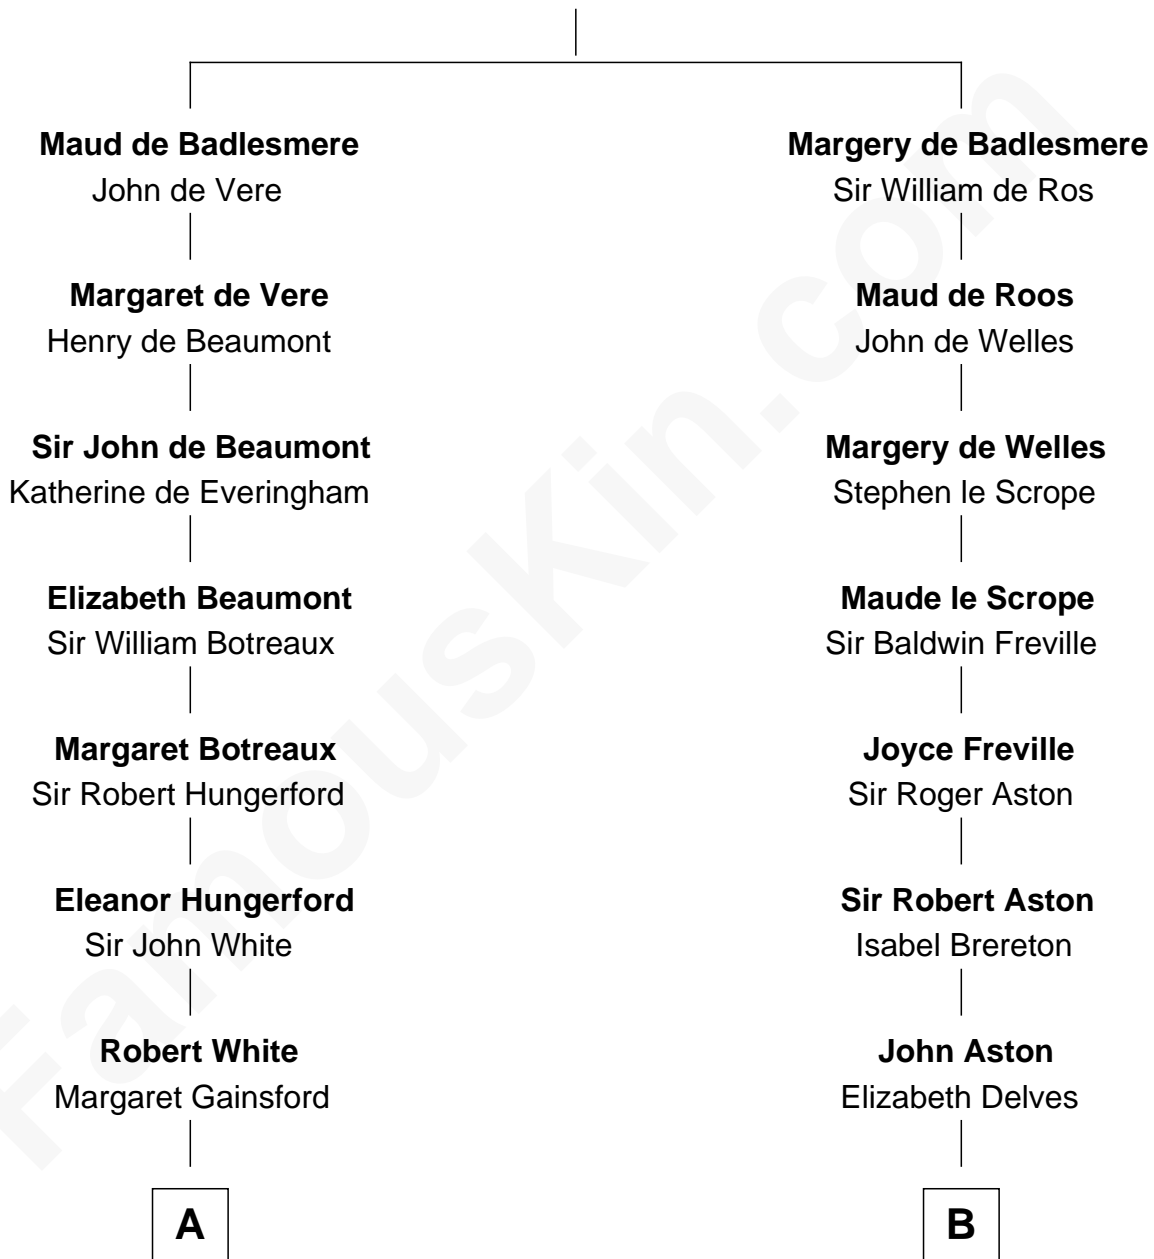 Maud de Badlesmere
John de Vere
Margaret de Vere
Henry de Beaumont
Sir John de Beaumont
Katherine de Everingham
Elizabeth Beaumont
Sir William Botreaux
Margaret Botreaux
Sir Robert Hungerford
Eleanor Hungerford
Sir John White
Robert White
Margaret Gainsford
A
Margery de Badlesmere
Sir William de Ros
Maud de Roos
John de Welles
Margery de Welles
Stephen le Scrope
Maude le Scrope
Sir Baldwin Freville
Joyce Freville
Sir Roger Aston
Sir Robert Aston
Isabel Brereton
John Aston
Elizabeth Delves
B
FamousKin.com